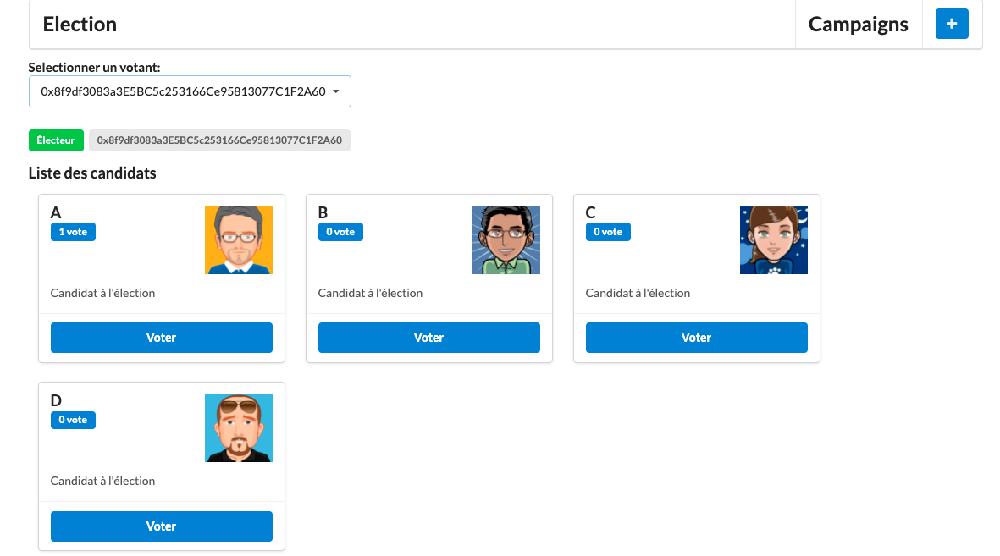 Election
Campaigns
+
Selectionner un votant:
0x8f9df3083a3E5BC5c253166Ce95813077C1F2A60
Électeur 0x8f9df3083a3E5BC5c253166Ce95813077C1F2A60
Liste des candidats
A
1 vote
Candidat à l'élection
Voter
B
0 vote
Candidat à l'élection
Voter
C
0 vote
Candidat à l'élection
Voter
D
0 vote
Candidat à l'élection
Voter